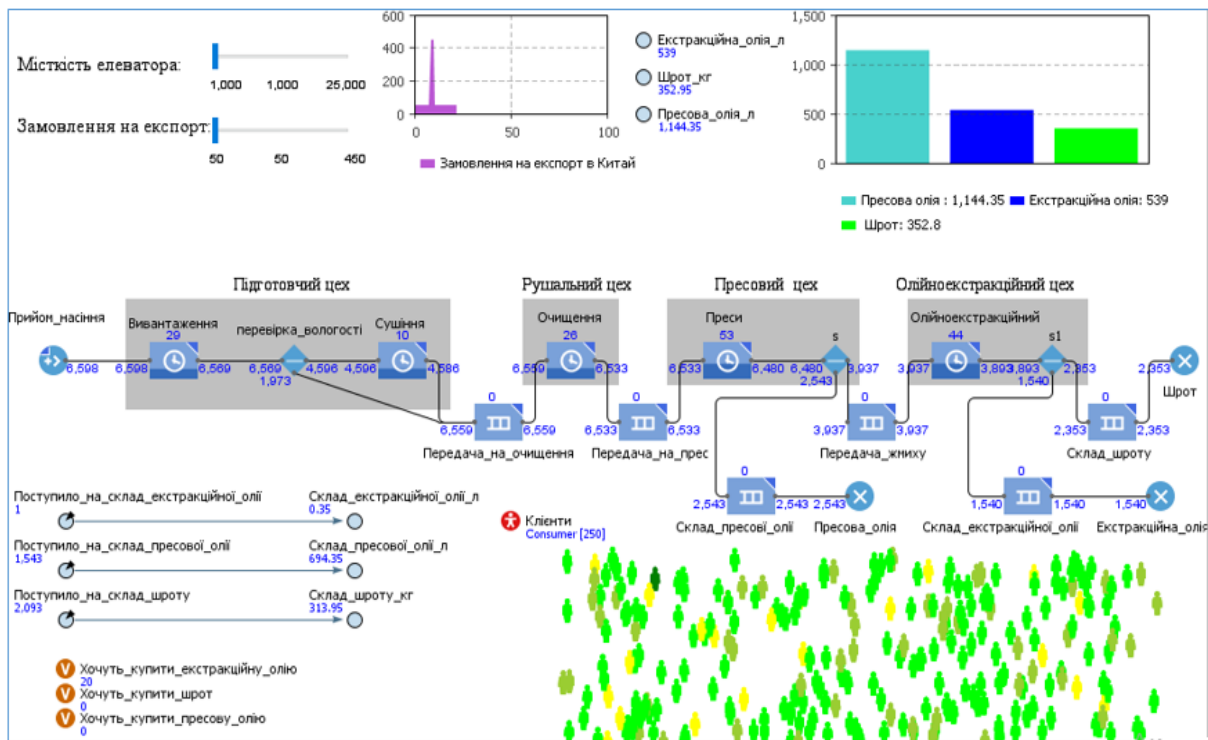 Місткість елеватора:
1,000 1,000 25,000
Замовлення на експорт:
50 50 450
600
400
200
0
0 50 100
Замовлення на експорт в Китай
Екстракційна_олія_л
539
Шрот_кг
352.95
Пресова_олія_л
1,144.35
1,500
1,000
500
0
Пресова олія : 1,144.35 Екстракційна олія: 539
Шрот: 352.8
Підготовчий цех Рушальний цех Пресовий цех Олійноекстракційний цех
Прийом_насіння Вивантаження перевірка_вологості Сушіння Очищення Преси s Олійноекстракційний s1
29 10 26 53 44
6,598 6,598 6,569 6,569 4,596 4,596 4,586 6,559 6,533 6,533 6,480 6,480 3,937 3,937 3,893 3,893 2,353 2,353
1,973 2,543 1,540
Шрот
0 0 0 0
6,559 6,559 6,533 6,533 3,937 3,937 2,353 2,353
Передача_на_очищення Передача_на_прес Передача_жмиху Склад_шроту
0 0
2,543 2,543 2,543 1,540 1,540 1,540
Склад_пресової_олії Пресова_олія Склад_екстракційної_олії Екстракційна_олія
Поступило_на_склад_екстракційної_олії Склад_екстракційної_олії_л
1 0.35
Поступило_на_склад_пресової_олії Склад_пресової_олії_л
1,543 694.35
Поступило_на_склад_шроту Склад_шроту_кг
2,093 313.95
Клієнти
Consumer [250]
V Хочуть_купити_екстракційну_олію
20
V Хочуть_купити_шрот
0
V Хочуть_купити_пресову_олію
0